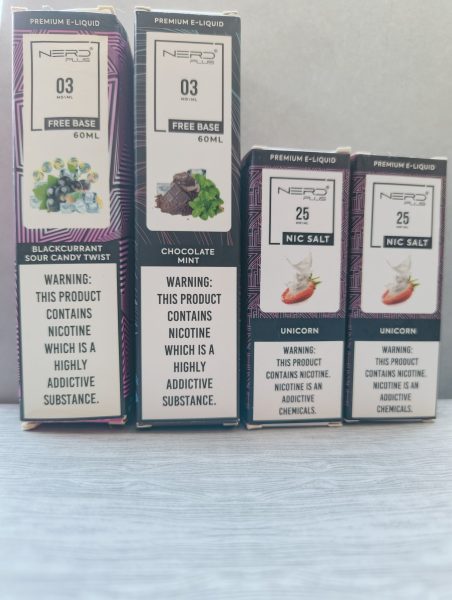 PREMIUM E-LIQUID
NERD
PLUS
03
MG\ML
FREE BASE
60ML
BLACKCURRANT
SOUR CANDY TWIST
WARNING:
THIS PRODUCT
CONTAINS
NICOTINE
WHICH IS A
HIGHLY
ADDICTIVE
SUBSTANCE.
PREMIUM E-LIQUID
NERD
PLUS
03
MG\ML
FREE BASE
60ML
CHOCOLATE
MINT
WARNING:
THIS PRODUCT
CONTAINS
NICOTINE
WHICH IS A
HIGHLY
ADDICTIVE
SUBSTANCE.
PREMIUM E-LIQUID
NERD
PLUS
25
MG\ML
NIC SALT
UNICORN
WARNING:
THIS PRODUCT
CONTAINS NICOTINE.
NICOTINE IS AN
ADDICTIVE
CHEMICALS.
PREMIUM E-LIQUID
NERD
PLUS
25
MG\ML
NIC SALT
UNICORN
WARNING:
THIS PRODUCT
CONTAINS NICOTINE.
NICOTINE IS AN
ADDICTIVE
CHEMICALS.